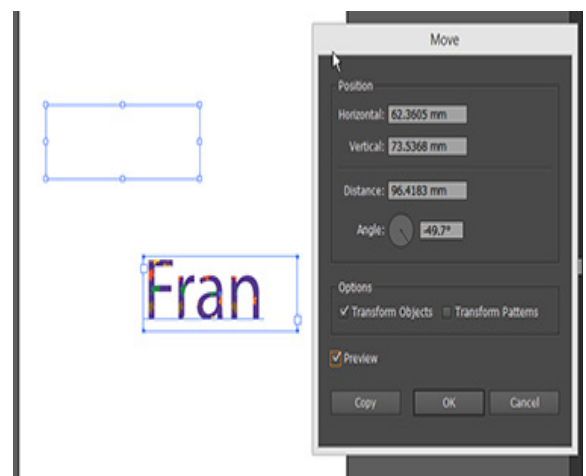 Move
Position
Horizontal: 62.3605 mm
Vertical: 73.5368 mm
Distance: 96.4183 mm
Angle: -49.7°
Options
Transform Objects Transform Patterns
Preview
Copy OK Cancel
Fran